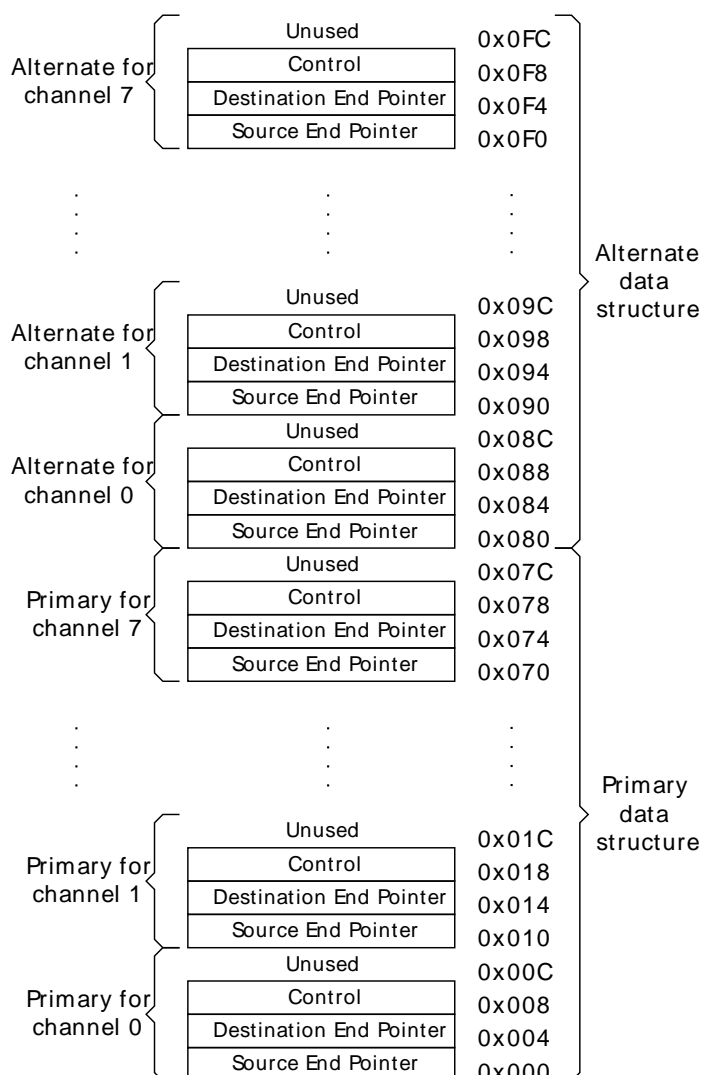 Unused 0x0FC
Alternate for channel 7
Control 0x0F8
Destination End Pointer 0x0F4
Source End Pointer 0x0F0
Alternate data structure
Unused 0x09C
Alternate for channel 1
Control 0x098
Destination End Pointer 0x094
Source End Pointer 0x090
Unused 0x08C
Alternate for channel 0
Control 0x088
Destination End Pointer 0x084
Source End Pointer 0x080
Unused 0x07C
Primary for channel 7
Control 0x078
Destination End Pointer 0x074
Source End Pointer 0x070
Primary data structure
Unused 0x01C
Primary for channel 1
Control 0x018
Destination End Pointer 0x014
Source End Pointer 0x010
Unused 0x00C
Primary for channel 0
Control 0x008
Destination End Pointer 0x004
Source End Pointer 0x000